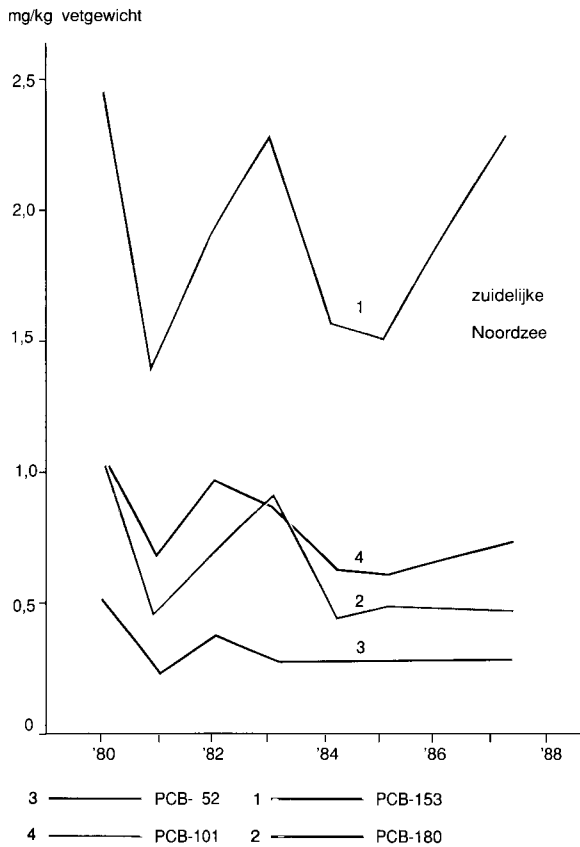 mg/kg vetgewicht
2,5
2,0
1,5
1,0
0,5
0
zuidelijke
Noordzee
1
4
2
3
'80 '82 '84 '86 '88
3 PCB- 52 1 PCB-153
4 PCB-101 2 PCB-180